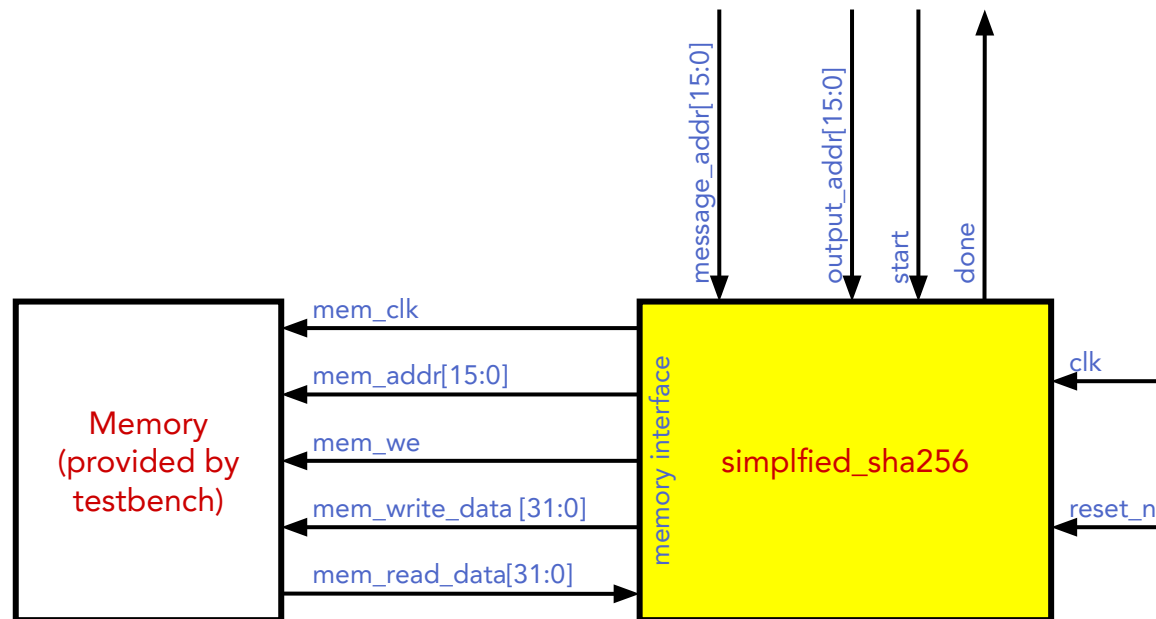 message_addr[15:0]
output_addr[15:0]
start
done
mem_clk
mem_addr[15:0]
mem_we
mem_write_data [31:0]
mem_read_data[31:0]
Memory
(provided by
testbench)
memory interface
simplfied_sha256
clk
reset_n